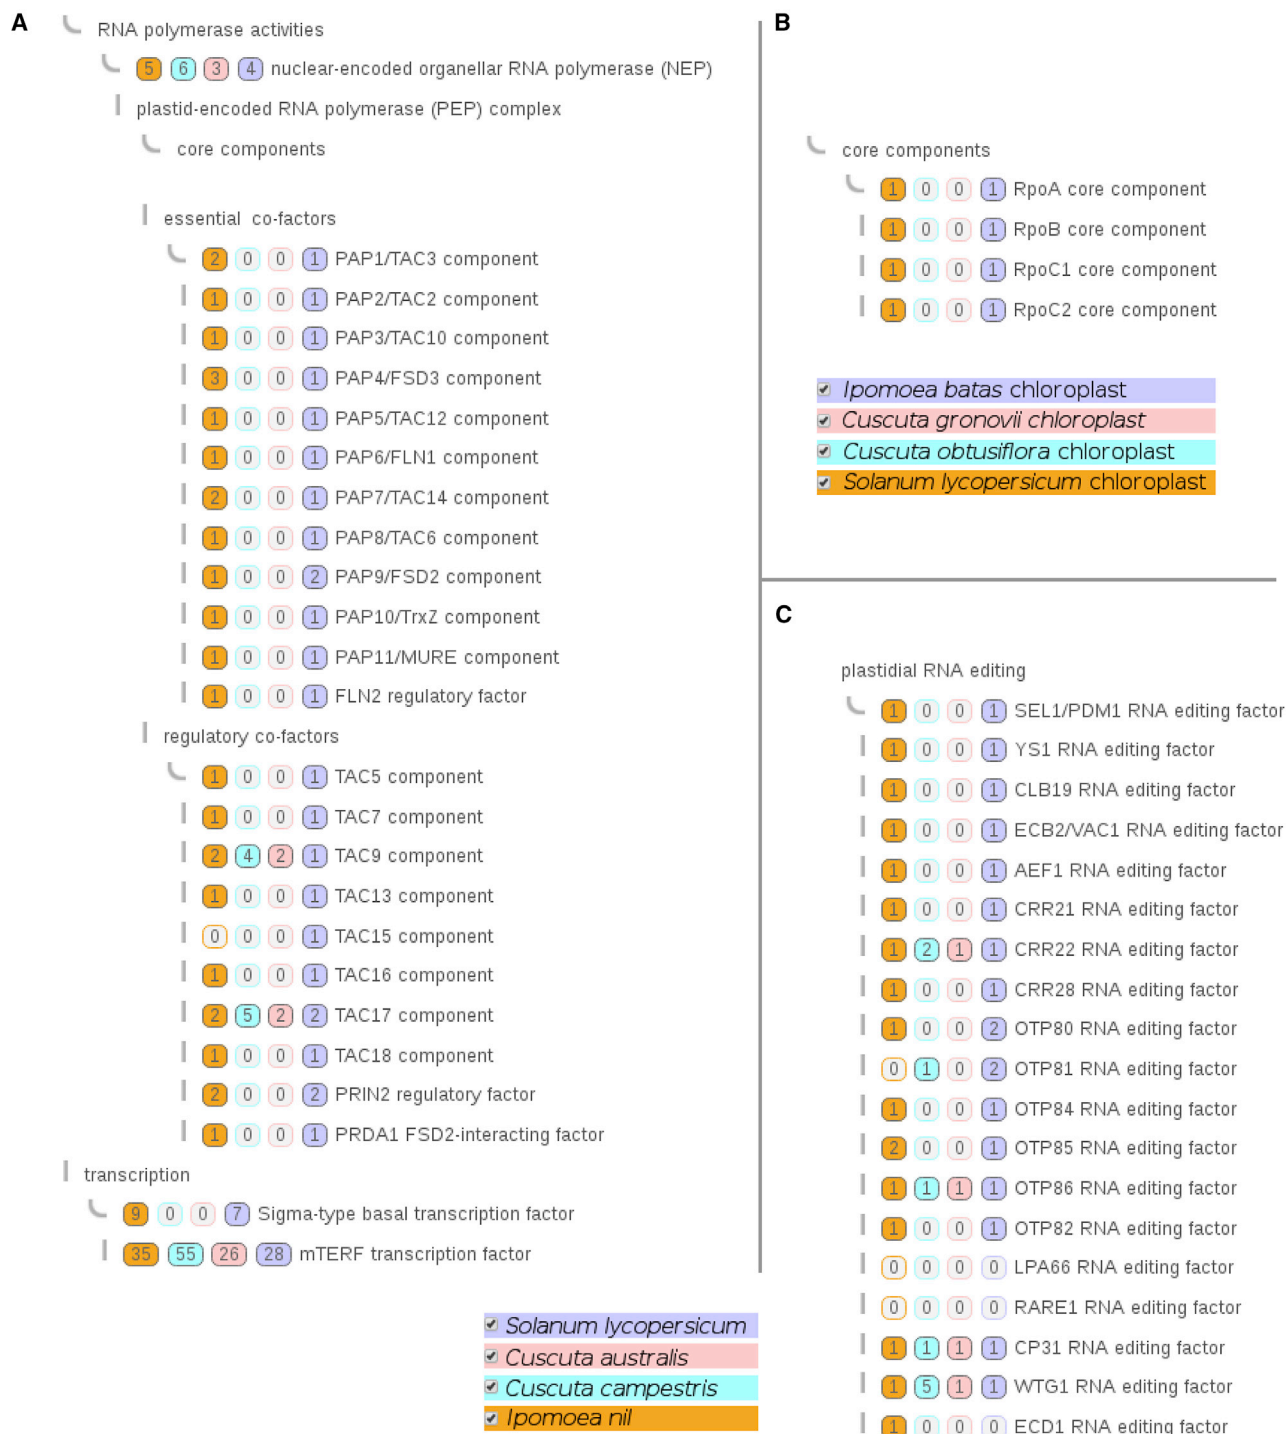 A
RNA polymerase activities
5 6 3 4 nuclear-encoded organellar RNA polymerase (NEP)
plastid-encoded RNA polymerase (PEP) complex
core components
essential co-factors
2 0 0 1 PAP1/TAC3 component
1 0 0 1 PAP2/TAC2 component
1 0 0 1 PAP3/TAC10 component
3 0 0 1 PAP4/FSD3 component
1 0 0 1 PAP5/TAC12 component
1 0 0 1 PAP6/FLN1 component
2 0 0 1 PAP7/TAC14 component
1 0 0 1 PAP8/TAC6 component
1 0 0 2 PAP9/FSD2 component
1 0 0 1 PAP10/TrxZ component
1 0 0 1 PAP11/MURE component
1 0 0 1 FLN2 regulatory factor
regulatory co-factors
1 0 0 1 TAC5 component
1 0 0 1 TAC7 component
2 4 2 1 TAC9 component
1 0 0 1 TAC13 component
0 0 0 1 TAC15 component
1 0 0 1 TAC16 component
2 5 2 2 TAC17 component
1 0 0 1 TAC18 component
2 0 0 2 PRIN2 regulatory factor
1 0 0 1 PRDA1 FSD2-interacting factor
transcription
9 0 0 7 Sigma-type basal transcription factor
35 55 26 28 mTERF transcription factor
Solanum lycopersicum
Cuscuta australis
Cuscuta campestris
Ipomoea nil
B
core components
1 0 0 1 RpoA core component
1 0 0 1 RpoB core component
1 0 0 1 RpoC1 core component
1 0 0 1 RpoC2 core component
Ipomoea batas chloroplast
Cuscuta gronovii chloroplast
Cuscuta obtusiflora chloroplast
Solanum lycopersicum chloroplast
C
plastidial RNA editing
1 0 0 1 SEL1/PDM1 RNA editing factor
1 0 0 1 YS1 RNA editing factor
1 0 0 1 CLB19 RNA editing factor
1 0 0 1 ECB2/VAC1 RNA editing factor
1 0 0 1 AEF1 RNA editing factor
1 0 0 1 CRR21 RNA editing factor
1 2 1 1 CRR22 RNA editing factor
1 0 0 1 CRR28 RNA editing factor
1 0 0 2 OTP80 RNA editing factor
0 1 0 2 OTP81 RNA editing factor
1 0 0 1 OTP84 RNA editing factor
2 0 0 1 OTP85 RNA editing factor
1 1 1 1 OTP86 RNA editing factor
1 0 0 1 OTP82 RNA editing factor
0 0 0 0 LPA66 RNA editing factor
0 0 0 0 RARE1 RNA editing factor
1 1 1 1 CP31 RNA editing factor
1 5 1 1 WTG1 RNA editing factor
1 0 0 0 ECD1 RNA editing factor